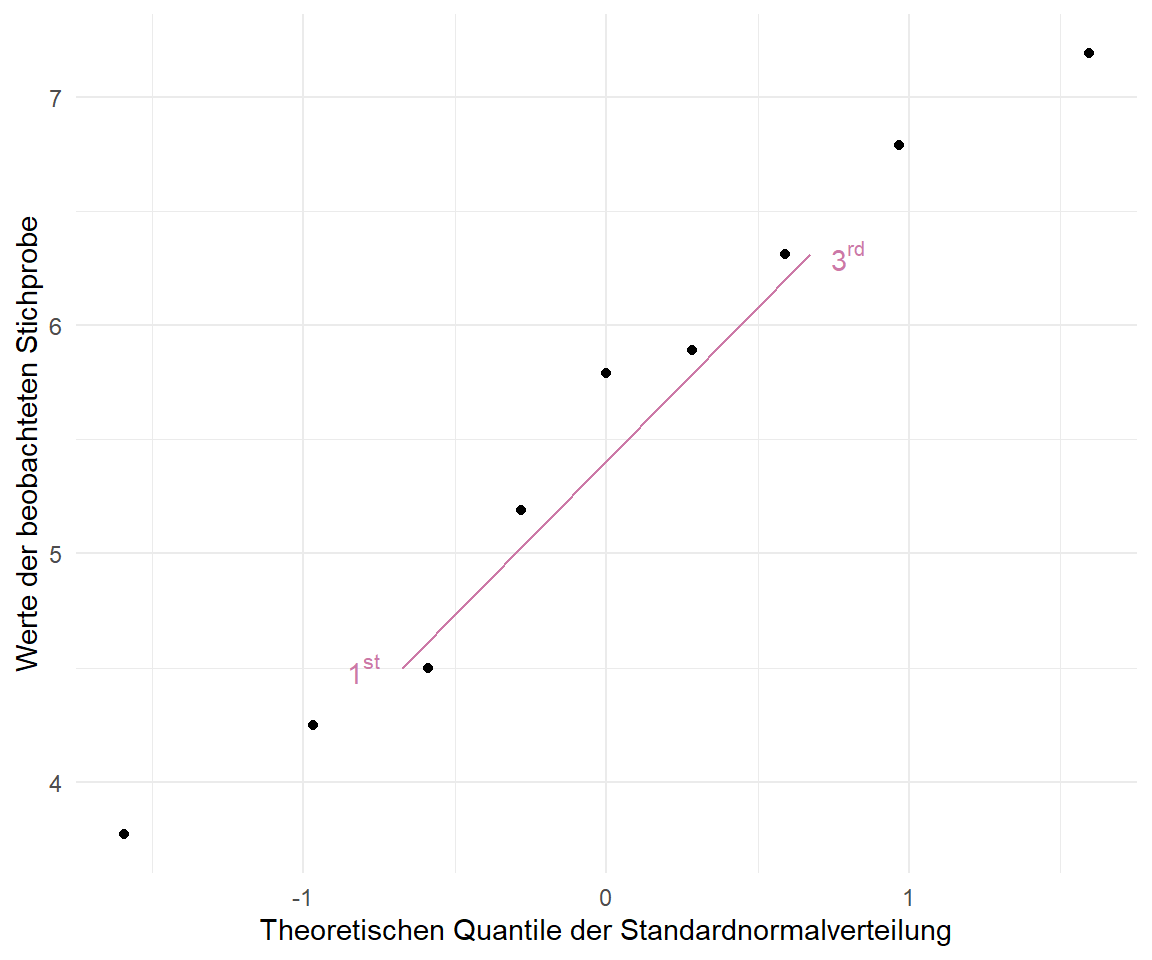 7
6
5
4
3rd
1st
-1 0 1
Werte der beobachteten Stichprobe
Theoretischen Quantile der Standardnormalverteilung